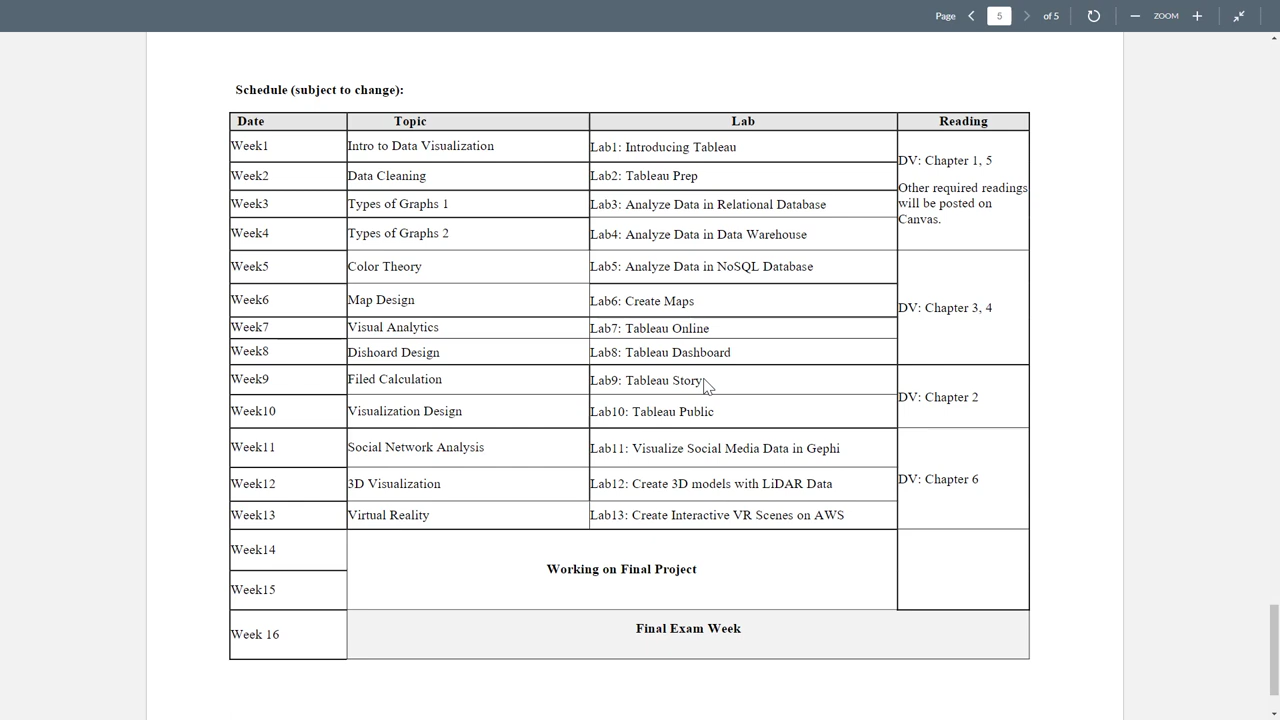 Page 5 of 5 ZOOM
Schedule (subject to change):
Date Topic Lab Reading
Week1 Intro to Data Visualization Lab1: Introducing Tableau
DV: Chapter 1, 5
Week2 Data Cleaning Lab2: Tableau Prep
Other required readings
will be posted on
Canvas.
Week3 Types of Graphs 1 Lab3: Analyze Data in Relational Database
Week4 Types of Graphs 2 Lab4: Analyze Data in Data Warehouse
Week5 Color Theory Lab5: Analyze Data in NoSQL Database
Week6 Map Design Lab6: Create Maps
DV: Chapter 3, 4
Week7 Visual Analytics Lab7: Tableau Online
Week8 Dishoard Design Lab8: Tableau Dashboard
Week9 Filed Calculation Lab9: Tableau Story
DV: Chapter 2
Week10 Visualization Design Lab10: Tableau Public
Week11 Social Network Analysis Lab11: Visualize Social Media Data in Gephi
DV: Chapter 6
Week12 3D Visualization Lab12: Create 3D models with LiDAR Data
Week13 Virtual Reality Lab13: Create Interactive VR Scenes on AWS
Week14
Working on Final Project
Week15
Week 16 Final Exam Week